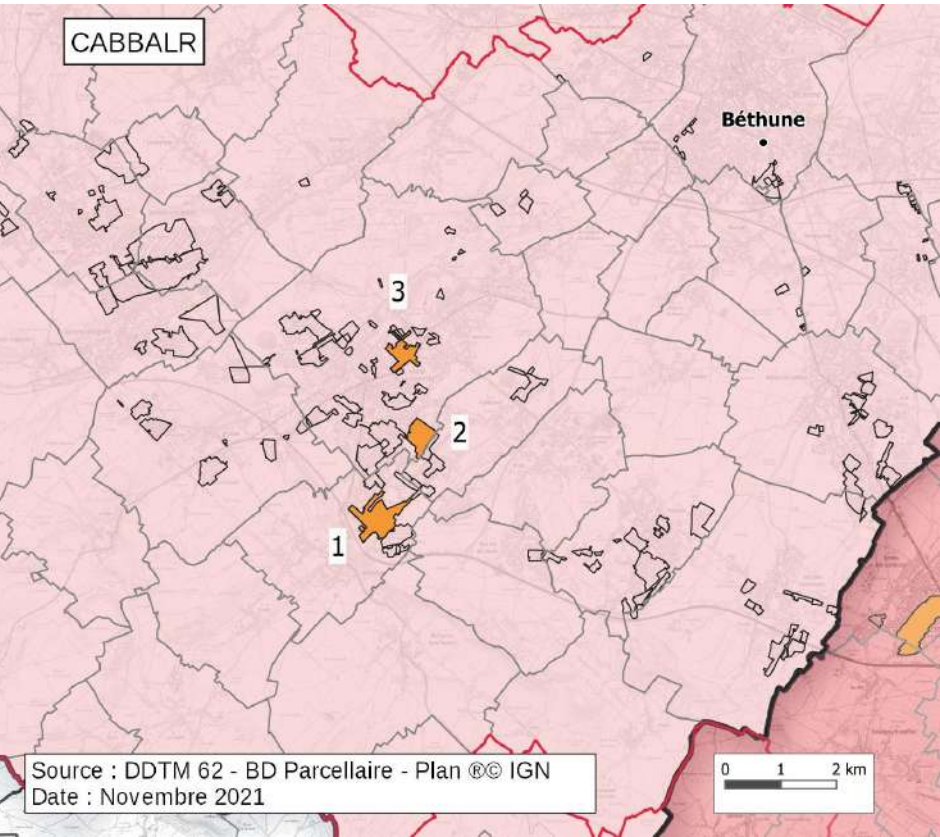 CABBALR
Béthune
3
2
1
Source : DDTM 62 - BD Parcellaire - Plan ®© IGN
Date : Novembre 2021
0 1 2 km